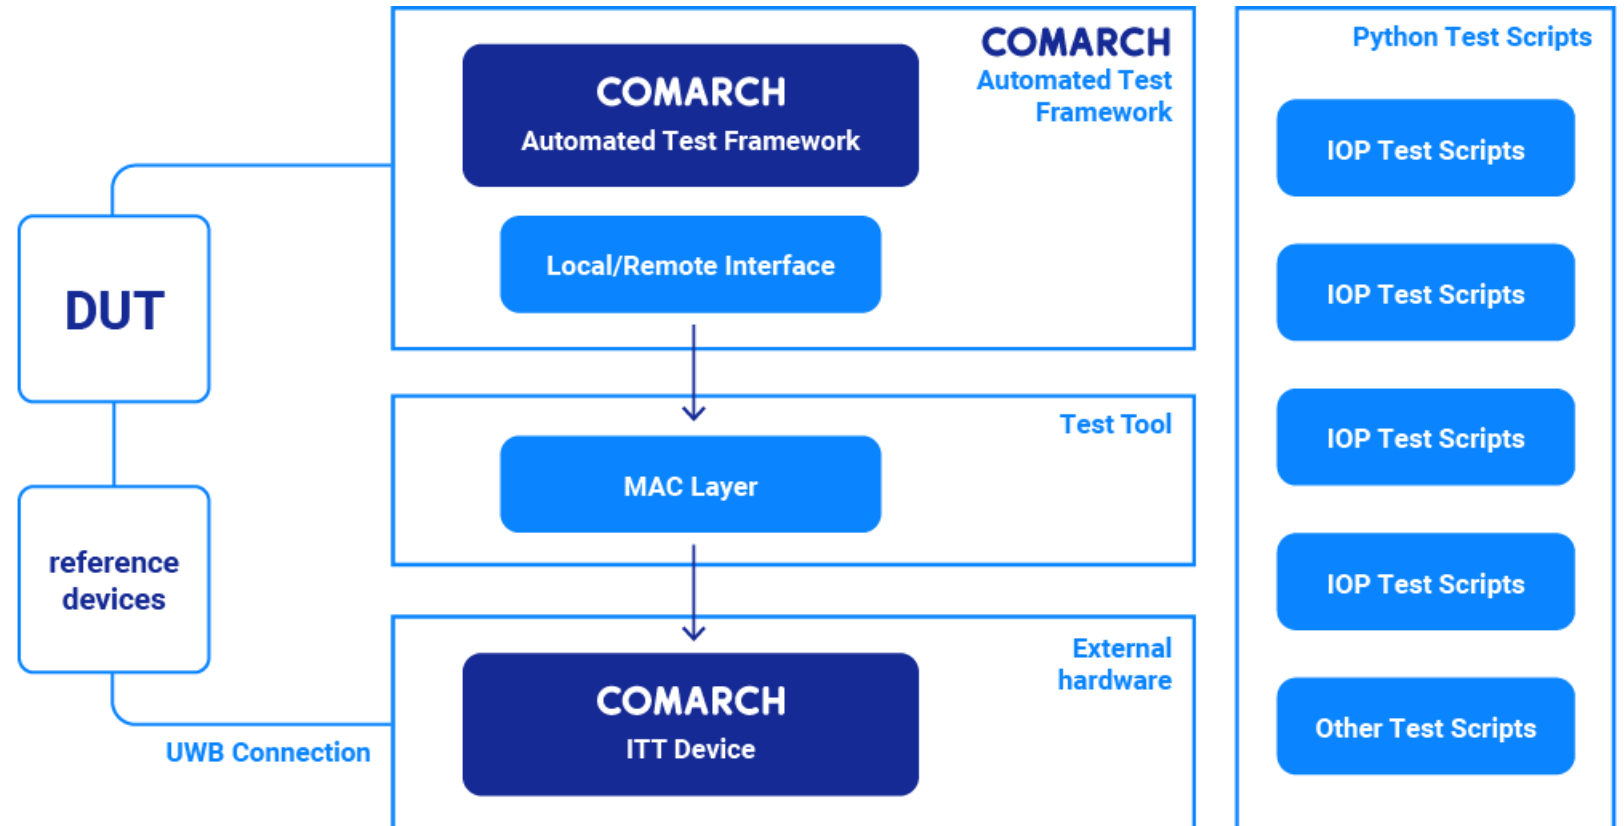 COMARCH
Automated Test Framework
Local/Remote Interface
COMARCH
Automated Test
Framework
DUT
reference
devices
UWB Connection
Test Tool
MAC Layer
External
hardware
COMARCH
ITT Device
Python Test Scripts
IOP Test Scripts
IOP Test Scripts
IOP Test Scripts
IOP Test Scripts
Other Test Scripts